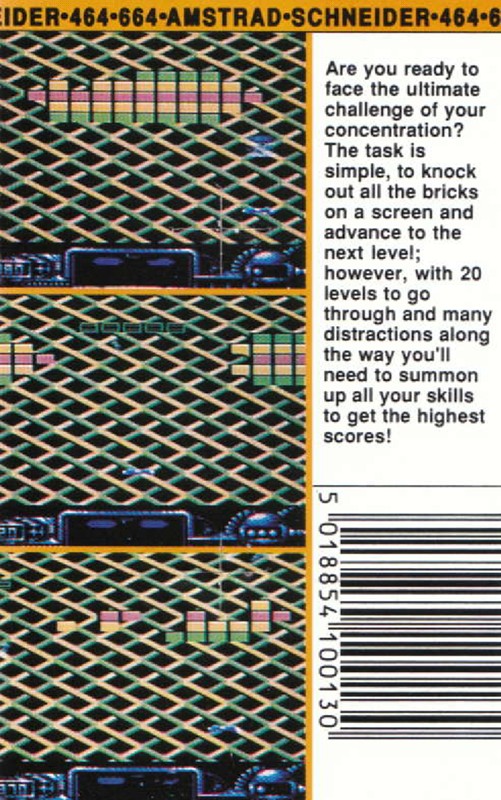 IDER•464•664•AMSTRAD•SCHNEIDER•464•6
Are you ready to
face the ultimate
challenge of your
concentration?
The task is
simple, to knock
out all the bricks
on a screen and
advance to the
next level;
however, with 20
levels to go
through and many
distractions along
the way you'll
need to summon
up all your skills
to get the highest
scores!
5 018854 100130